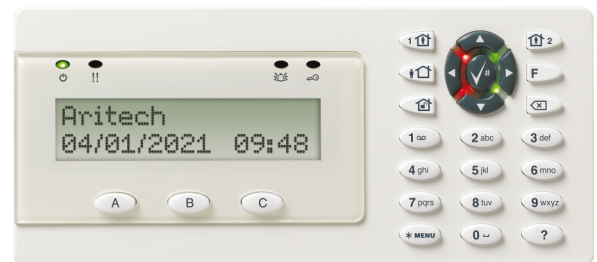 !!
Aritech
04/01/2021 09:48
A B C
1 2
#
F
1 2 abc 3 def
4 ghi 5 jkl 6 mno
7 pqrs 8 tuv 9 wxyz
* MENU 0 ?